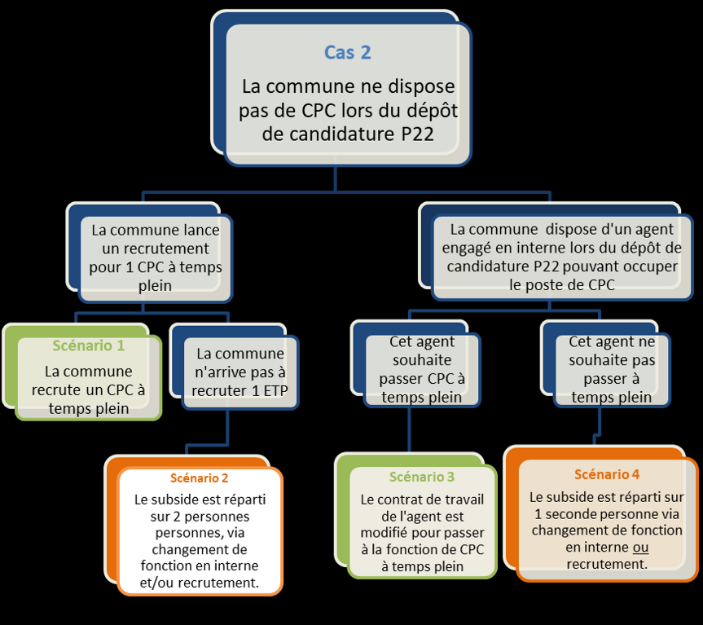 Cas 2
La commune ne dispose
pas de CPC lors du dépôt
de candidature P22
La commune lance
un recrutement
pour 1 CPC à temps
plein
La commune dispose d'un agent
engagé en interne lors du dépôt de
candidature P22 pouvant occuper
le poste de CPC
Scénario 1
La commune
recrute un CPC à
temps plein
La commune
n'arrive pas à
recruter 1 ETP
Cet agent
souhaite
passer CPC à
temps plein
Cet agent ne
souhaite pas
passer à
temps plein
Scénario 2
Le subside est réparti
sur 2 personnes
personnes, via
changement de
fonction en interne
et/ou recrutement.
Scénario 3
Le contrat de travail
de l'agent est
modifié pour passer
à la fonction de CPC
à temps plein
Scénario 4
Le subside est réparti sur
1 seconde personne via
changement de fonction
en interne ou
recrutement.